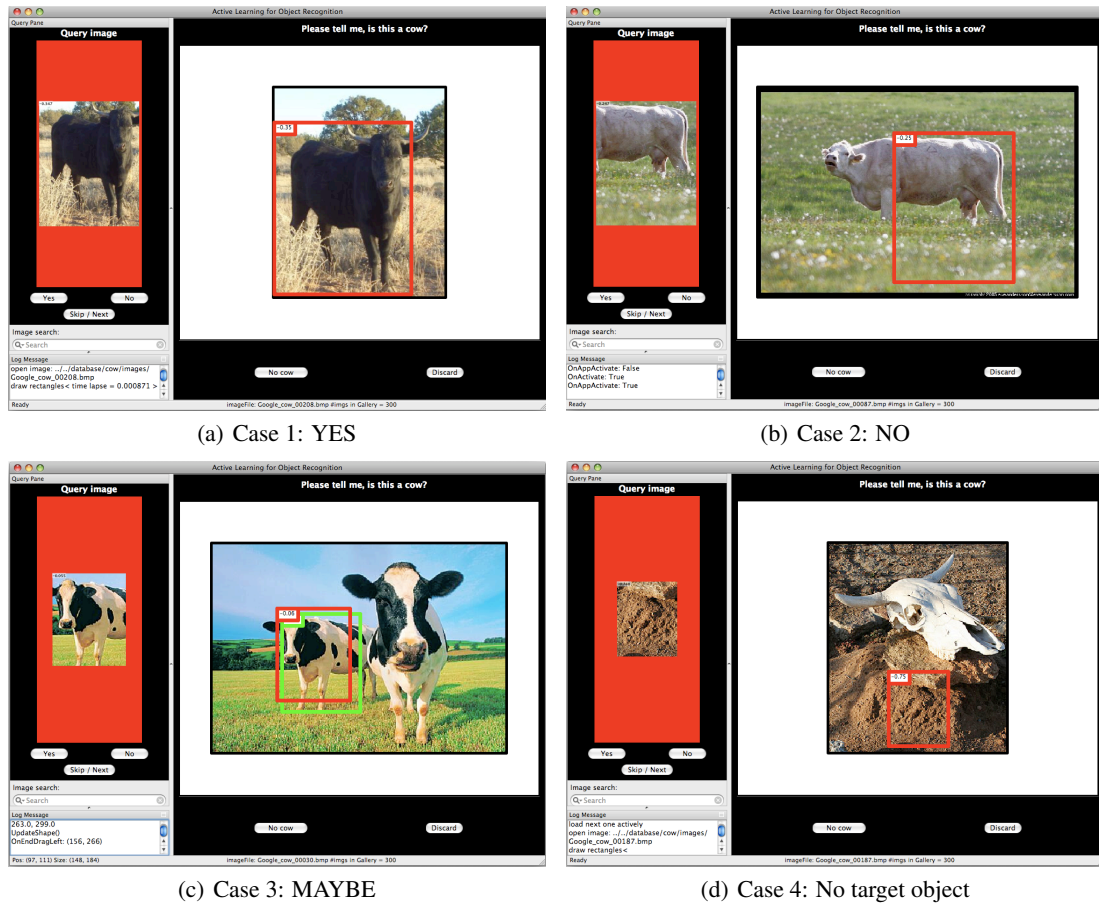 Active Learning for Object Recognition
Query Pane
Query image
Please tell me, is this a cow?
-0.347
-0.35
Yes
No
Skip / Next
Image search:
Search
Log Message
open image: ../../database/cow/images/
Google_cow_00208.bmp
draw rectangles< time lapse = 0.000871 >
No cow
Discard
Ready
imageFile: Google_cow_00208.bmp #imgs in Gallery = 300
(a) Case 1: YES
Active Learning for Object Recognition
Query Pane
Query image
Please tell me, is this a cow?
-0.25
Yes
No
Skip / Next
Image search:
Search
Log Message
OnAppActivate: False
OnActivate: True
OnAppActivate: True
No cow
Discard
Ready
imageFile: Google_cow_00087.bmp #imgs in Gallery = 300
(b) Case 2: NO
Active Learning for Object Recognition
Query Pane
Query image
Please tell me, is this a cow?
-0.06
Yes
No
Skip / Next
Image search:
Search
Log Message
263.0, 299.0
UpdateShape()
OnEndDragLeft: (156, 266)
No cow
Discard
Pos: (97, 111) Size: (148, 184)
imageFile: Google_cow_00030.bmp #imgs in Gallery = 300
(c) Case 3: MAYBE
Active Learning for Object Recognition
Query Pane
Query image
Please tell me, is this a cow?
-0.75
Yes
No
Skip / Next
Image search:
Search
Log Message
load next one actively
open image: ../../database/cow/images/
Google_cow_00187.bmp
draw rectangles<
No cow
Discard
Ready
imageFile: Google_cow_00187.bmp #imgs in Gallery = 300
(d) Case 4: No target object